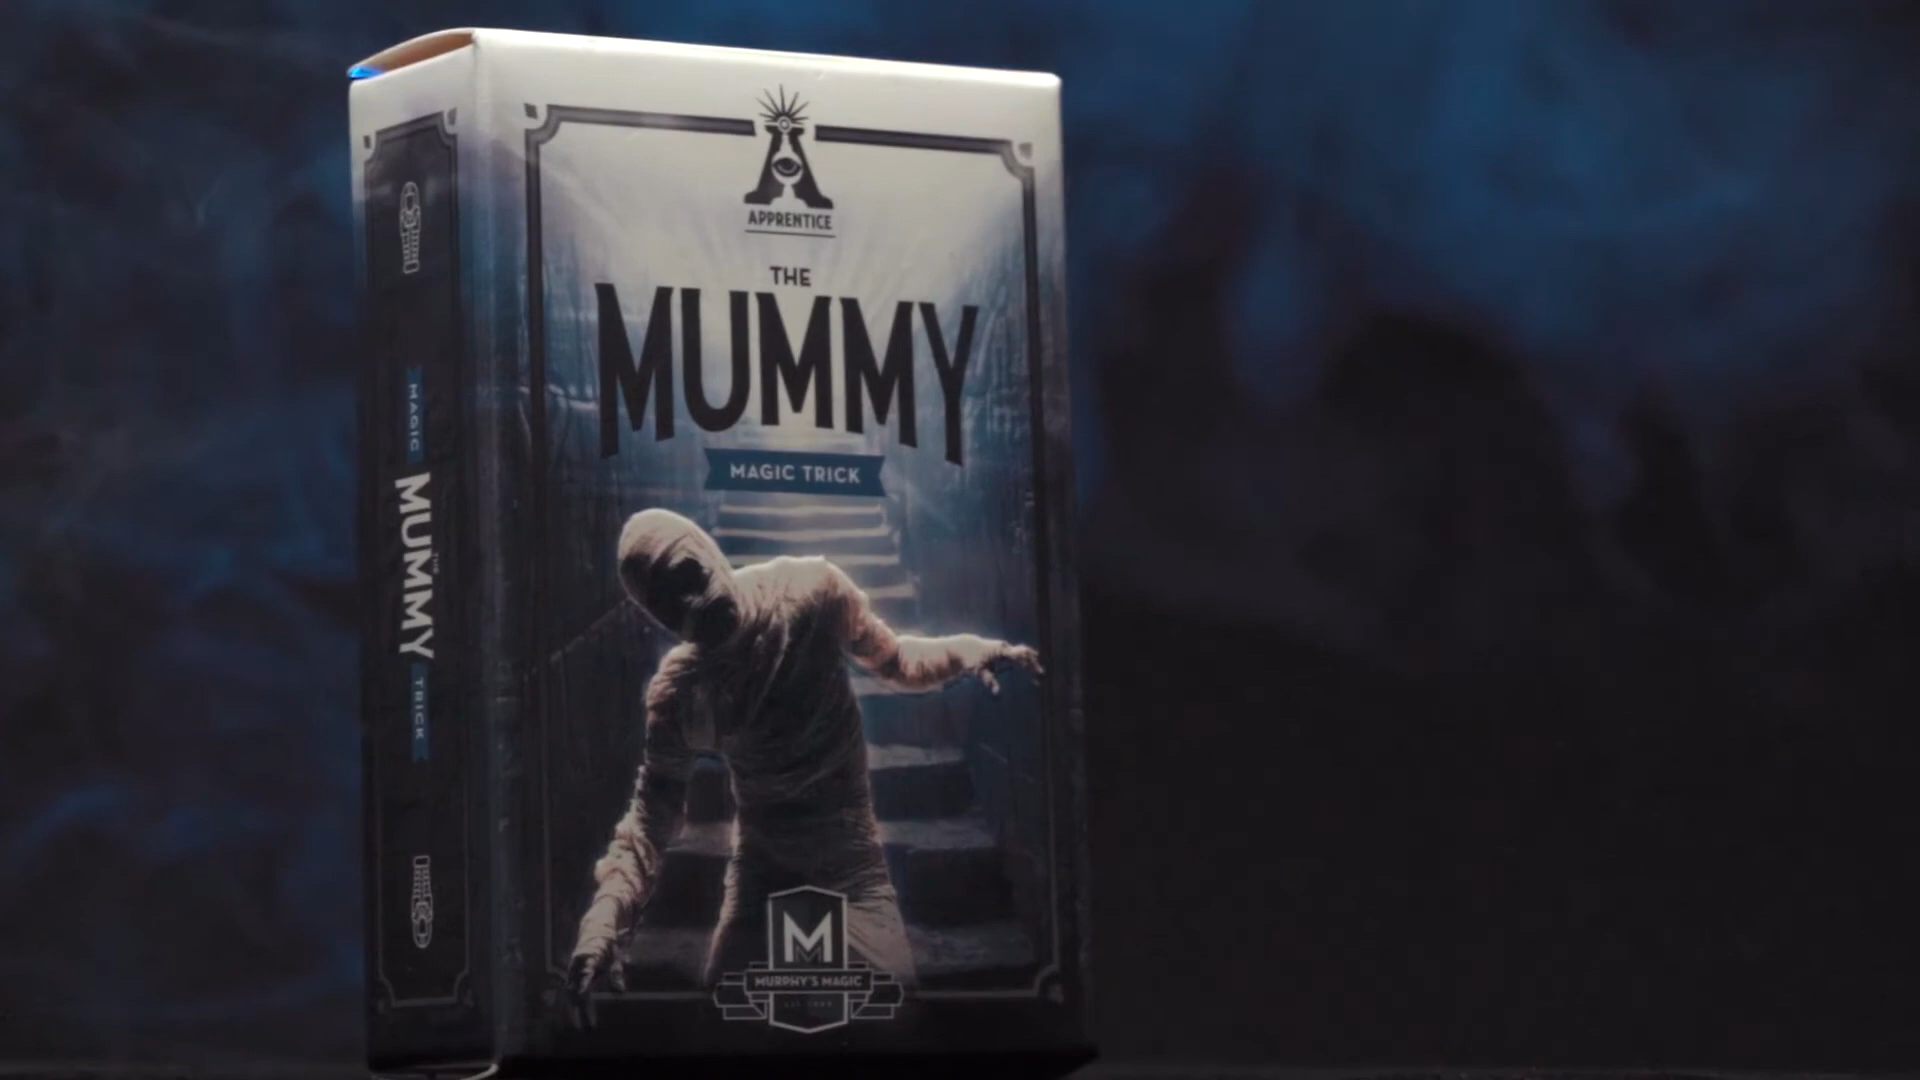 APPRENTICE
THE
MUMMY
MAGIC TRICK
M
MURPHY'S MAGIC
MAGIC
THE
MUMMY
TRICK